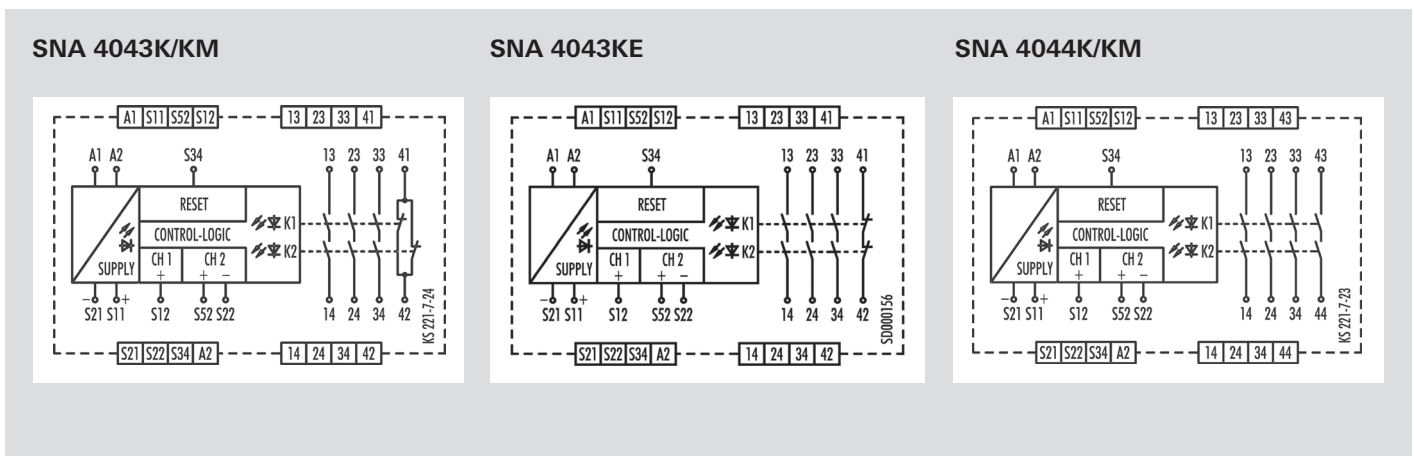 SNA 4043K/KM
A1 S11 S52 S12 13 23 33 41
A1 A2 S34 13 23 33 41
RESET
K1
CONTROL-LOGIC
K2
SUPPLY CH 1 CH 2
+ + −
− +
S21 S11 S12 S52 S22 14 24 34 42
KS 221-7-24
S21 S22 S34 A2 14 24 34 42
SNA 4043KE
A1 S11 S52 S12 13 23 33 41
A1 A2 S34 13 23 33 41
RESET
K1
CONTROL-LOGIC
K2
SUPPLY CH 1 CH 2
+ + −
− +
S21 S11 S12 S52 S22 14 24 34 42
SD000156
S21 S22 S34 A2 14 24 34 42
SNA 4044K/KM
A1 S11 S52 S12 13 23 33 43
A1 A2 S34 13 23 33 43
RESET
K1
CONTROL-LOGIC
K2
SUPPLY CH 1 CH 2
+ + −
− +
S21 S11 S12 S52 S22 14 24 34 44
KS 221-7-23
S21 S22 S34 A2 14 24 34 44